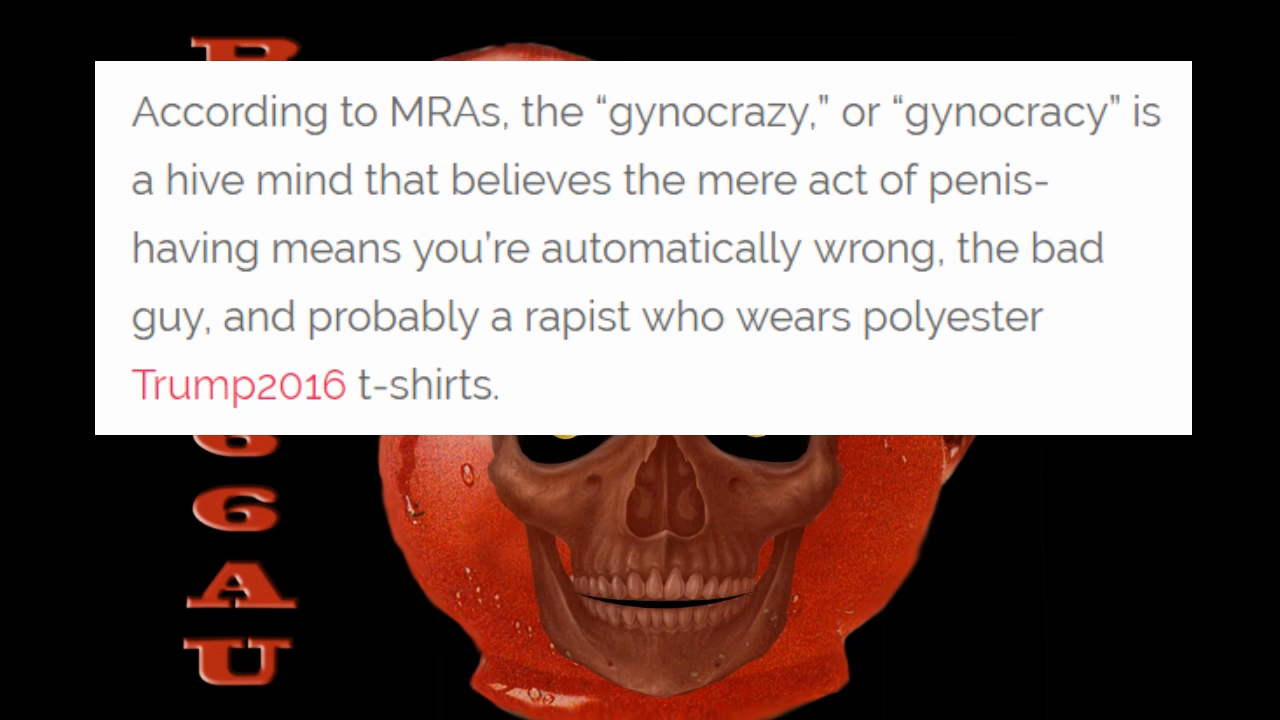 According to MRAs, the “gynocrazy,” or “gynocracy” is
a hive mind that believes the mere act of penis-
having means you’re automatically wrong, the bad
guy, and probably a rapist who wears polyester
Trump2016 t-shirts.
6
6
A
U